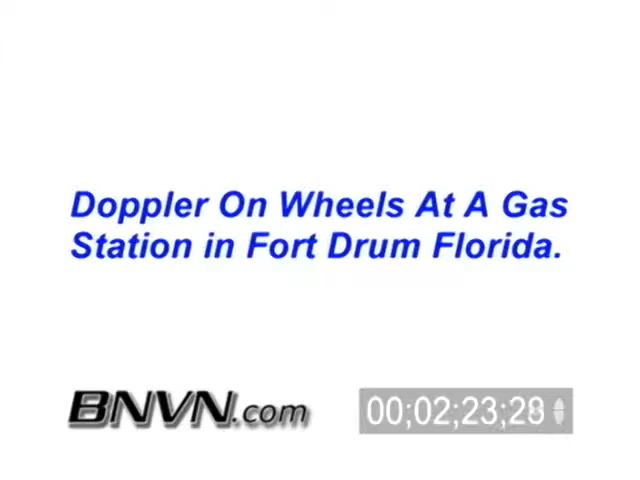 Doppler On Wheels At A Gas
Station in Fort Drum Florida.
BNVN.com
00;02;23;28